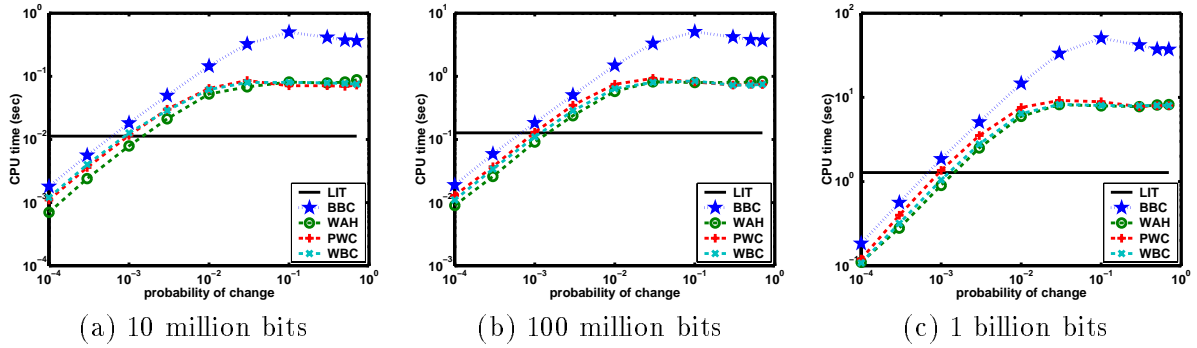 10⁰
10⁻¹
10⁻²
10⁻³
10⁻⁴
CPU time (sec)
10⁻⁴ 10⁻³ 10⁻² 10⁻¹ 10⁰
probability of change
LIT
BBC
WAH
PWC
WBC
(a) 10 million bits
10¹
10⁰
10⁻¹
10⁻²
10⁻³
CPU time (sec)
10⁻⁴ 10⁻³ 10⁻² 10⁻¹ 10⁰
probability of change
LIT
BBC
WAH
PWC
WBC
(b) 100 million bits
10²
10¹
10⁰
10⁻¹
CPU time (sec)
10⁻⁴ 10⁻³ 10⁻² 10⁻¹ 10⁰
probability of change
LIT
BBC
WAH
PWC
WBC
(c) 1 billion bits